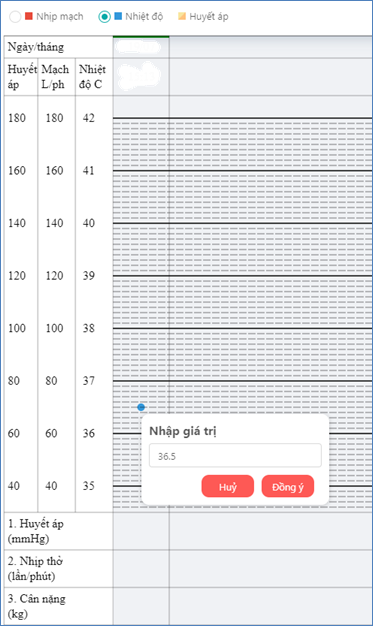 Nhịp mạch Nhiệt độ Huyết áp
Ngày/tháng
Huyết Mạch Nhiệt
áp L/ph độ C
180 180 42
160 160 41
140 140 40
120 120 39
100 100 38
80 80 37
60 60 36
40 40 35
Nhập giá trị
36.5
Huỷ Đồng ý
1. Huyết áp
(mmHg)
2. Nhịp thở
(lần/phút)
3. Cân nặng
(kg)